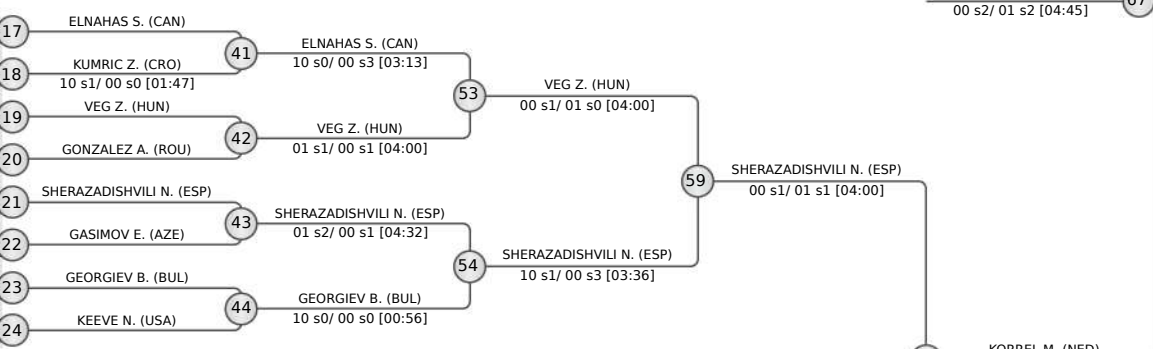 67
00 s2/ 01 s2 [04:45]
17
ELNAHAS S. (CAN)
41
ELNAHAS S. (CAN)
10 s0/ 00 s3 [03:13]
18
KUMRIC Z. (CRO)
10 s1/ 00 s0 [01:47]
53
VEG Z. (HUN)
00 s1/ 01 s0 [04:00]
19
VEG Z. (HUN)
42
VEG Z. (HUN)
01 s1/ 00 s1 [04:00]
20
GONZALEZ A. (ROU)
59
SHERAZADISHVILI N. (ESP)
00 s1/ 01 s1 [04:00]
21
SHERAZADISHVILI N. (ESP)
43
SHERAZADISHVILI N. (ESP)
01 s2/ 00 s1 [04:32]
22
GASIMOV E. (AZE)
54
SHERAZADISHVILI N. (ESP)
10 s1/ 00 s3 [03:36]
23
GEORGIEV B. (BUL)
44
GEORGIEV B. (BUL)
10 s0/ 00 s0 [00:56]
24
KEEVE N. (USA)
KORREL M. (NED)